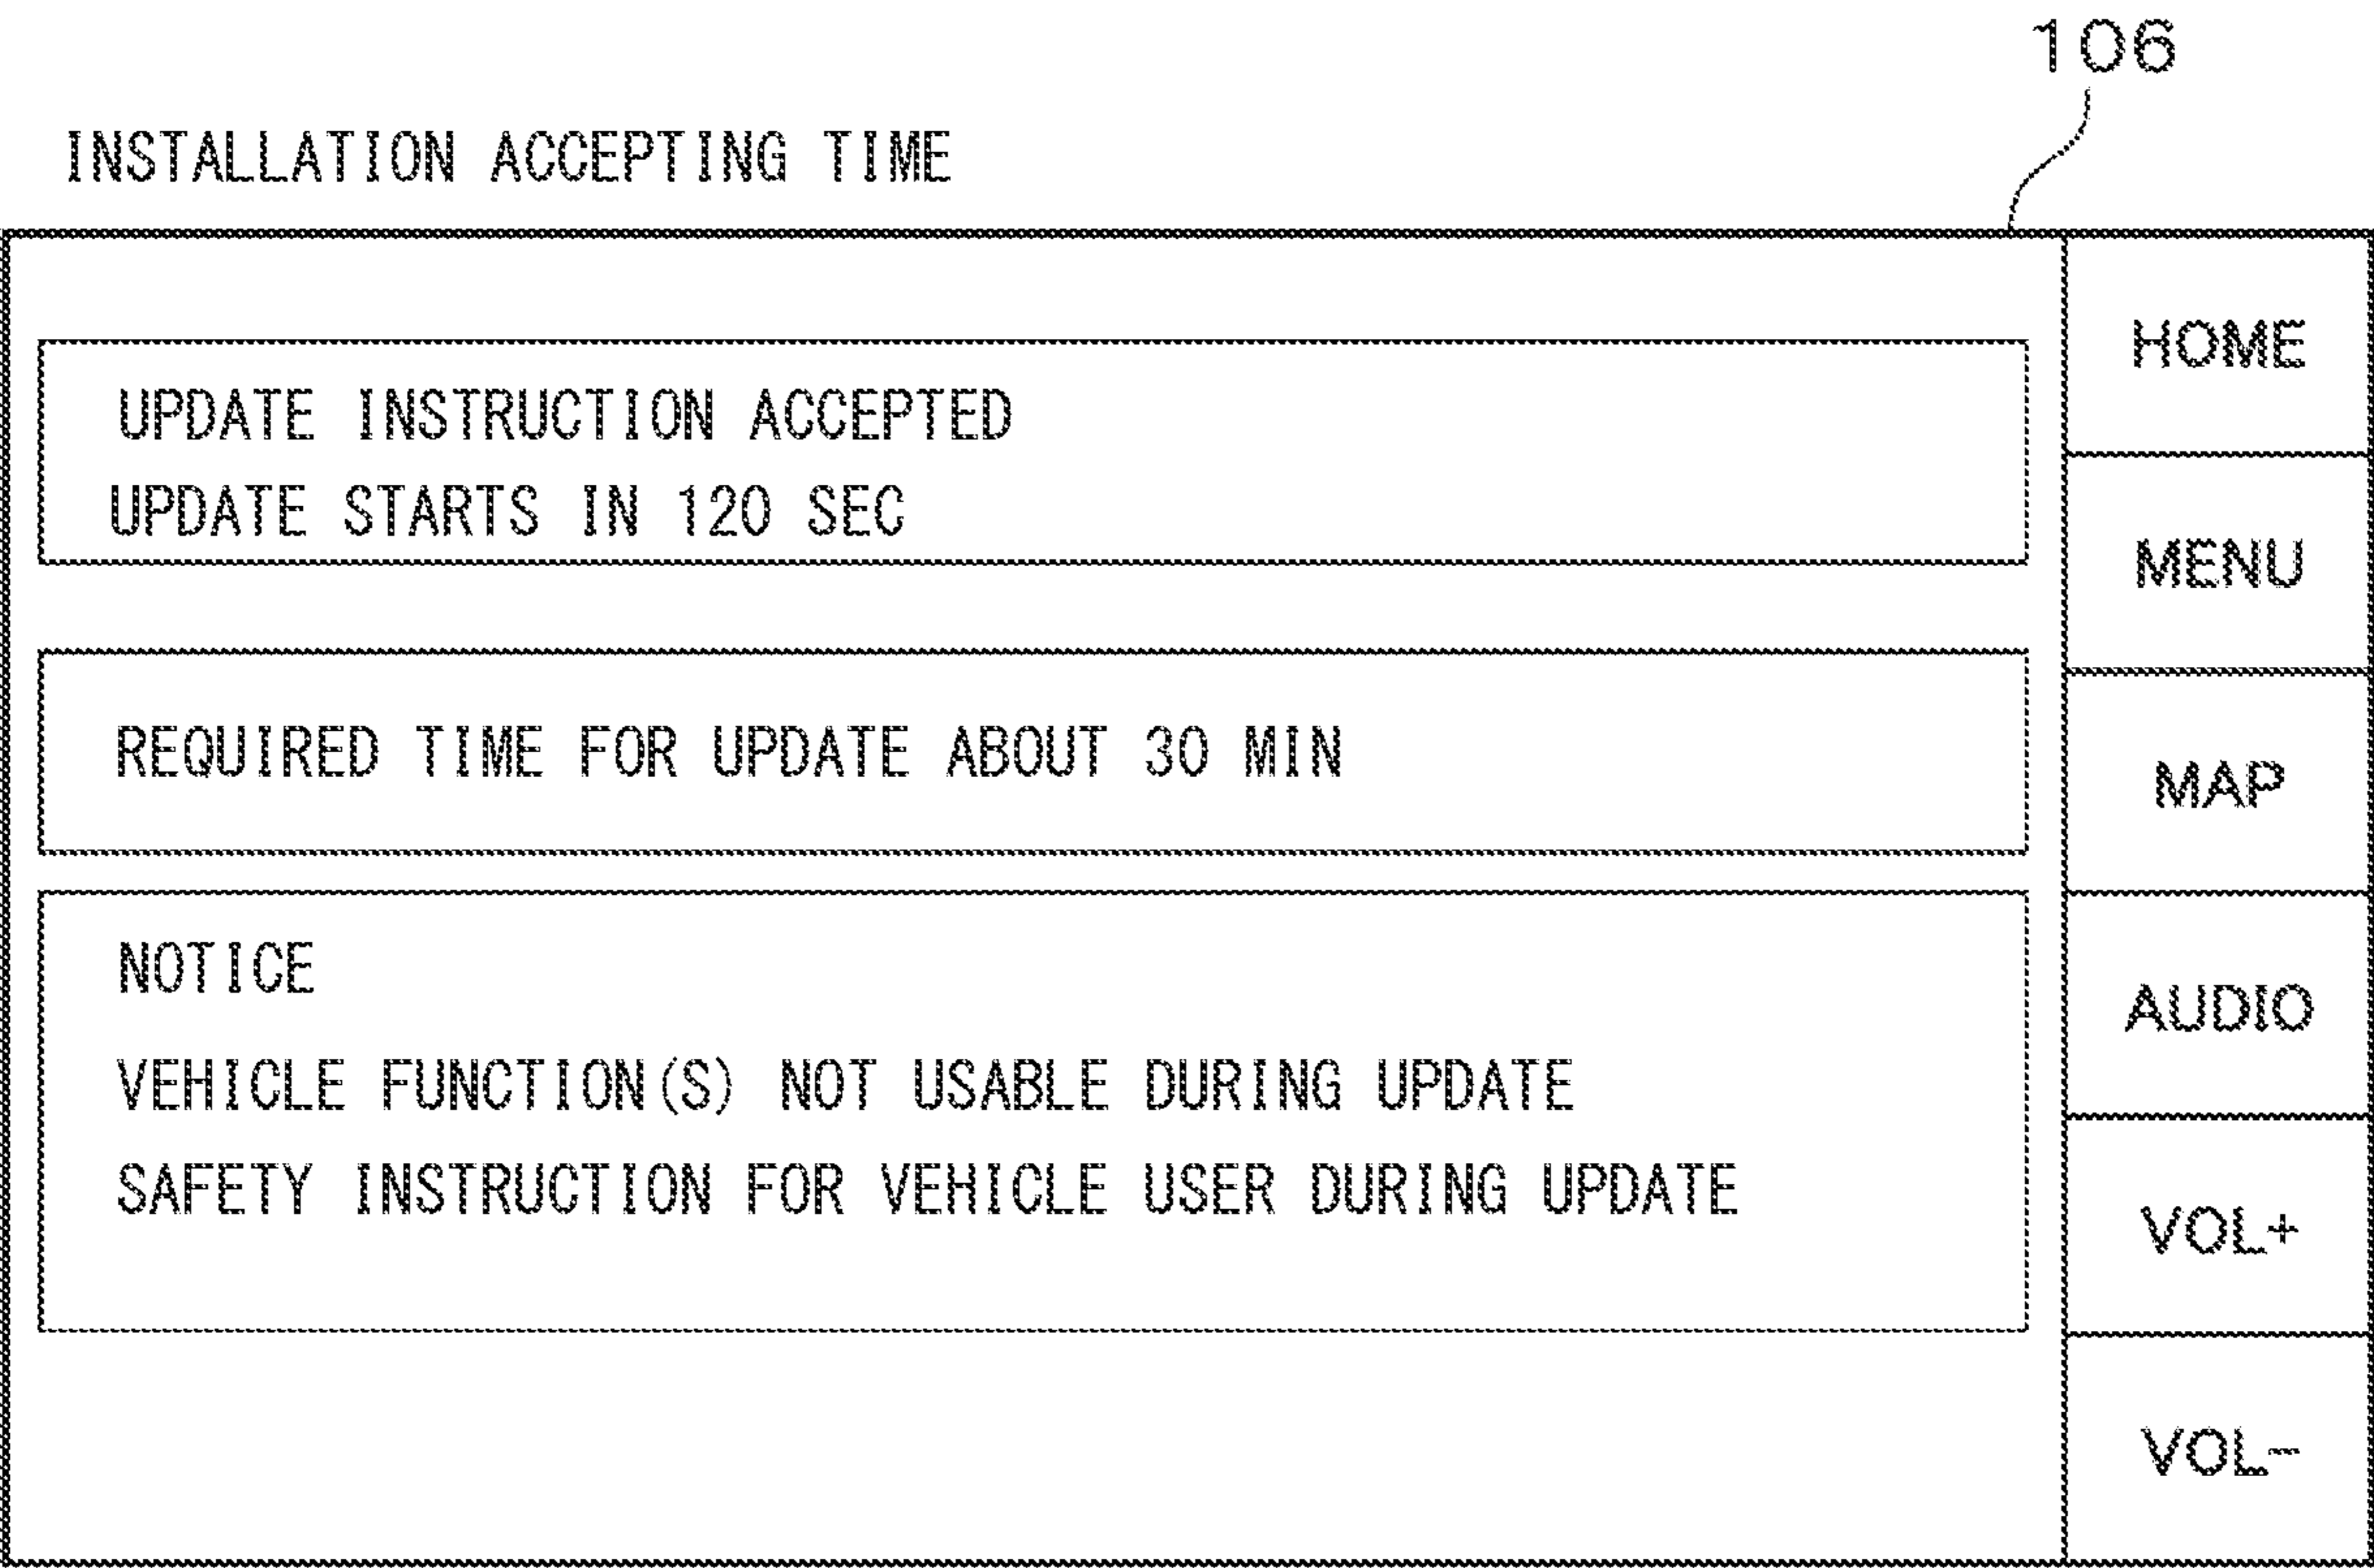 106
INSTALLATION ACCEPTING TIME
UPDATE INSTRUCTION ACCEPTED
UPDATE STARTS IN 120 SEC
REQUIRED TIME FOR UPDATE ABOUT 30 MIN
NOTICE
VEHICLE FUNCTION(S) NOT USABLE DURING UPDATE
SAFETY INSTRUCTION FOR VEHICLE USER DURING UPDATE
HOME
MENU
MAP
AUDIO
VOL+
VOL−